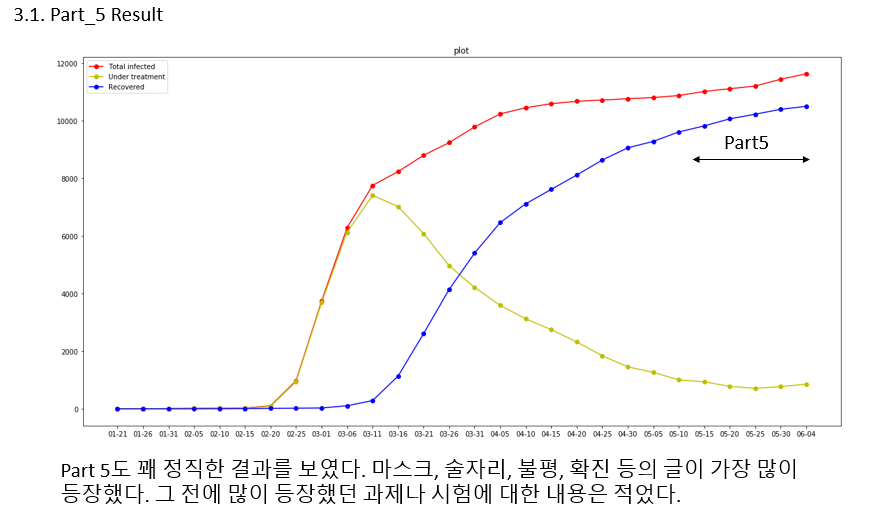 3.1. Part_5 Result
plot
Total infected
Under treatment
Recovered
12000
10000
8000
6000
4000
2000
0
Part5
01-21 01-26 01-31 02-05 02-10 02-15 02-20 02-25 03-01 03-06 03-11 03-16 03-21 03-26 03-31 04-05 04-10 04-15 04-20 04-25 04-30 05-05 05-10 05-15 05-20 05-25 05-30 06-04
Part 5도 꽤 정직한 결과를 보였다. 마스크, 술자리, 불평, 확진 등의 글이 가장 많이
등장했다. 그 전에 많이 등장했던 과제나 시험에 대한 내용은 적었다.